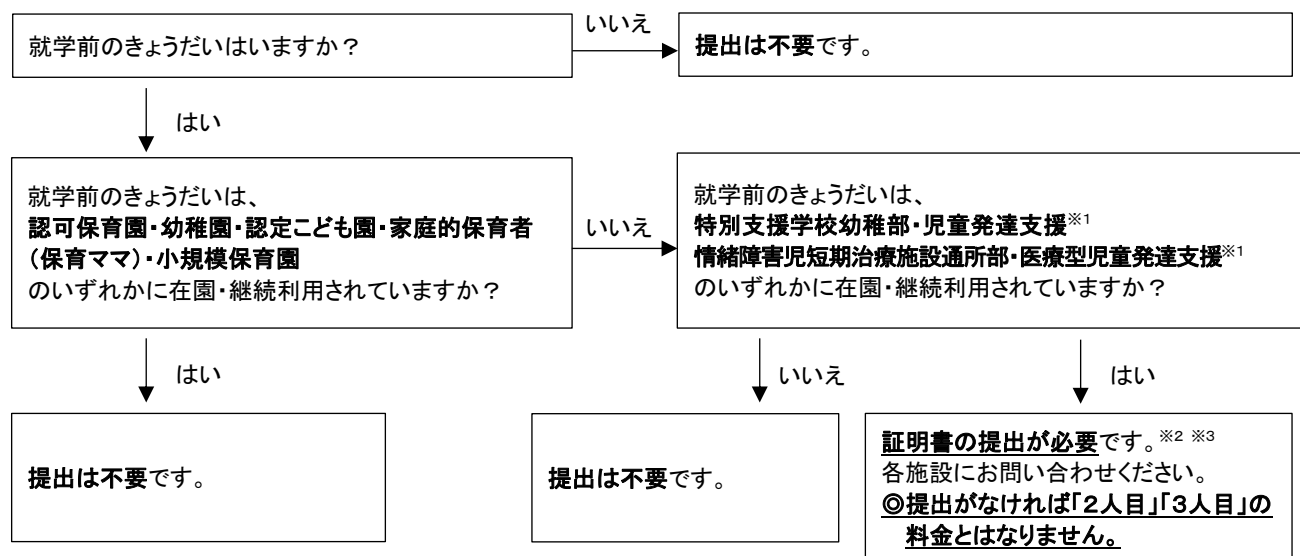 就学前のきょうだいはいますか？
いいえ
提出は不要です。
はい
就学前のきょうだいは、
認可保育園・幼稚園・認定こども園・家庭的保育者
（保育ママ）・小規模保育園
のいずれかに在園・継続利用されていますか？
いいえ
就学前のきょうだいは、
特別支援学校幼稚部・児童発達支援※1
情緒障害児短期治療施設通所部・医療型児童発達支援※1
のいずれかに在園・継続利用されていますか？
はい
いいえ
はい
提出は不要です。
提出は不要です。
証明書の提出が必要です。※2 ※3
各施設にお問い合わせください。
◎提出がなければ「２人目」「３人目」の
料金とはなりません。